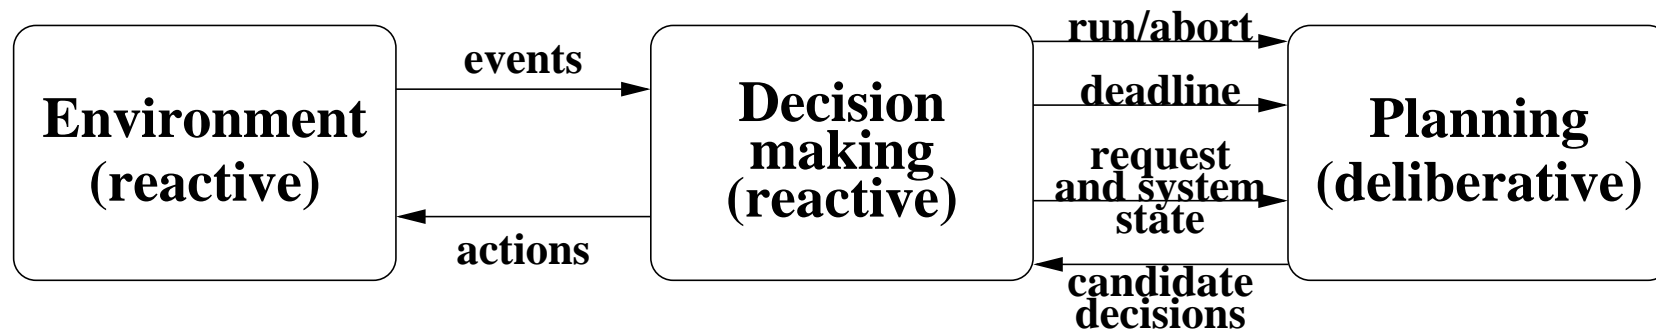 Environment
(reactive)
events
actions
Decision
making
(reactive)
run/abort
deadline
request
and system
state
candidate
decisions
Planning
(deliberative)